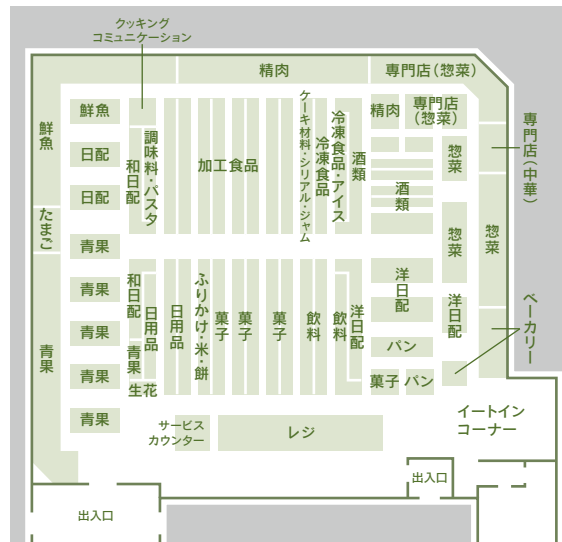 クッキング
コミュニケーション
精肉
専門店（惣菜）
鮮魚
鮮魚
日配
日配
たまご
青果
青果
青果
青果
青果
青果
和日配
調味料・パスタ
加工食品
ケーキ材料・シリアル・ジャム
冷凍食品
冷凍食品・アイス
酒類
精肉
専門店
（惣菜）
惣菜
専門店（中華）
酒類
惣菜
惣菜
和日配
日用品
青果
生花
日用品
ふりかけ・米・餅
菓子
菓子
菓子
飲料
飲料
洋日配
洋日配
洋日配
ベーカリー
パン
菓子
パン
サービス
カウンター
レジ
イートイン
コーナー
出入口
出入口